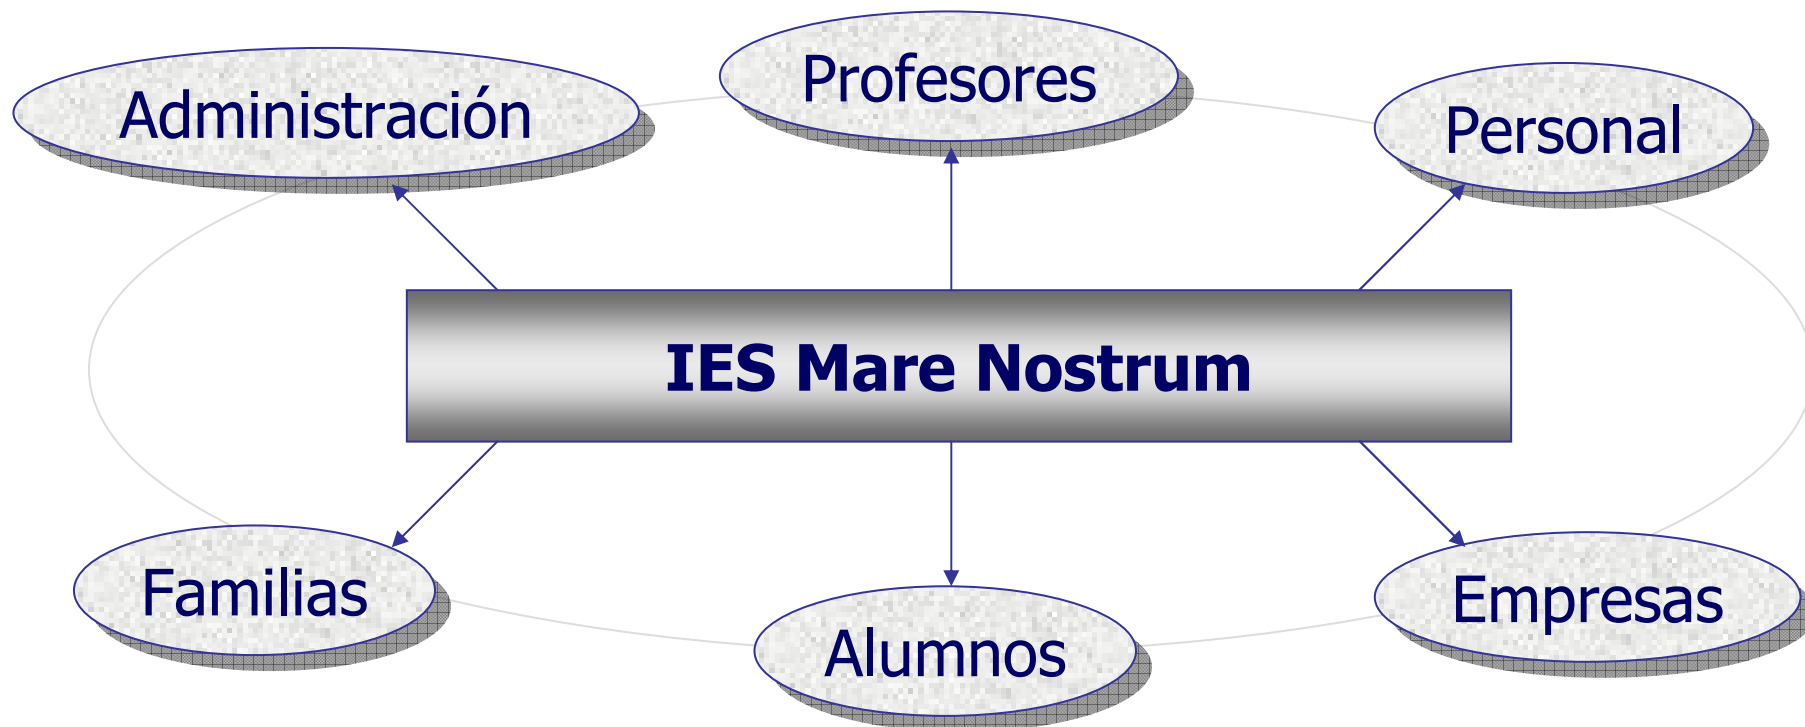 Profesores
Administración
Personal
IES Mare Nostrum
Familias
Empresas
Alumnos